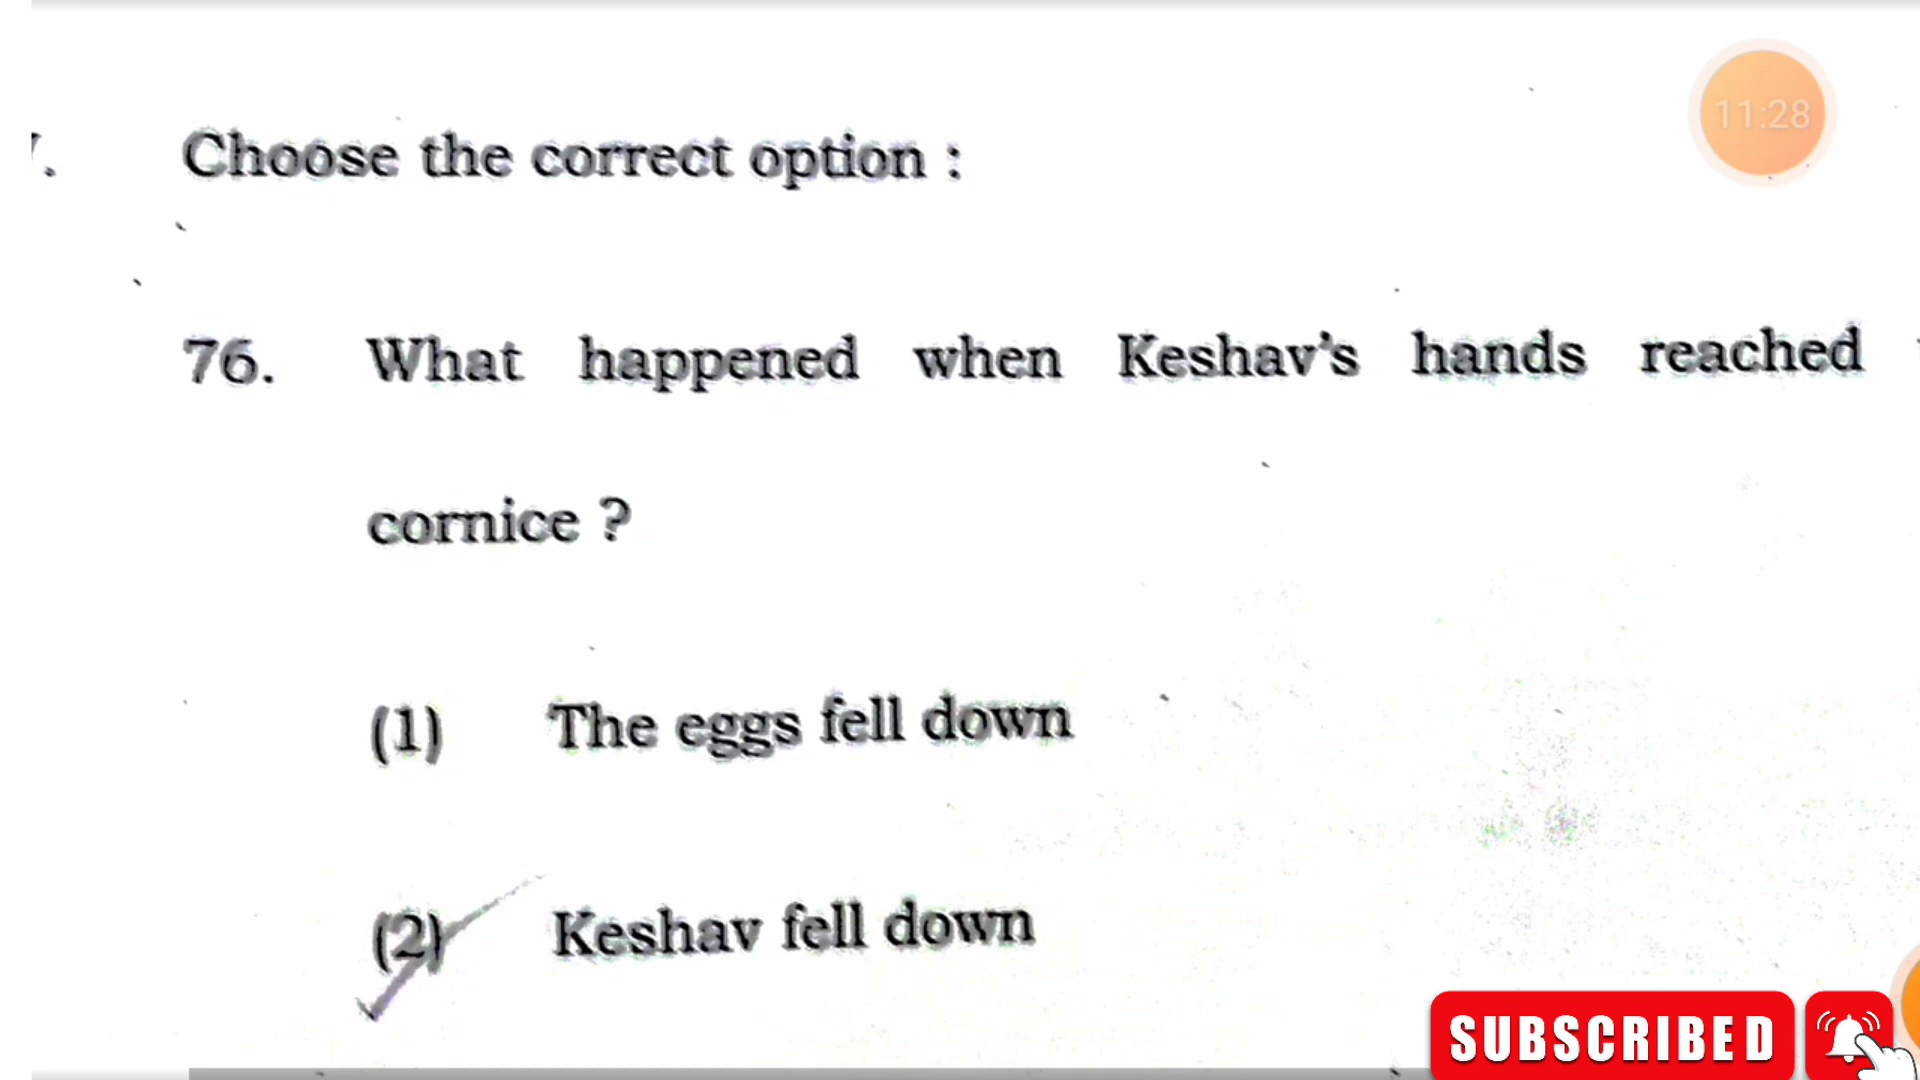 11:28
. Choose the correct option :
76. What happened when Keshav's hands reached
cornice ?
(1) The eggs fell down
(2) Keshav fell down
SUBSCRIBED